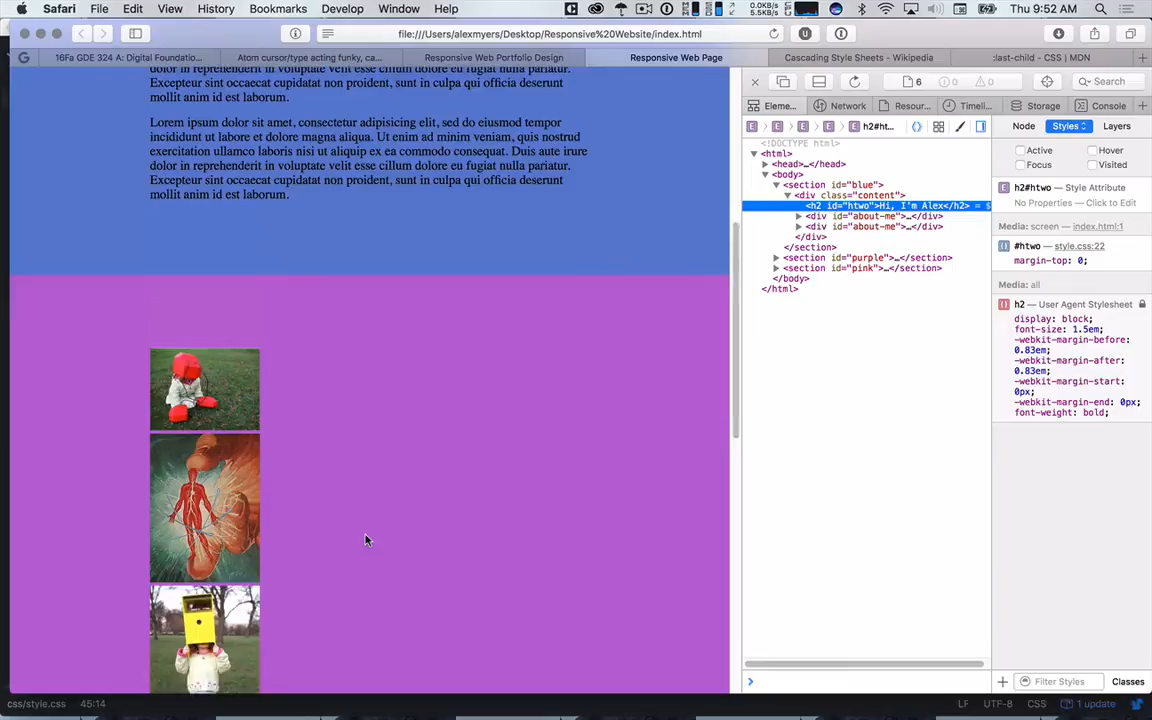 Safari File Edit View History Bookmarks Develop Window Help 0.0KB/s 5.5KB/s Thu 9:52 AM
file:///Users/alexmyers/Desktop/Responsive%20Website/index.html
16Fa GDE 324 A: Digital Foundatio... Atom cursor/type acting funky, ca... Responsive Web Portfolio Design Responsive Web Page Cascading Style Sheets - Wikipedia :last-child - CSS | MDN
dolor in reprehenderit in voluptate velit esse cillum dolore eu fugiat nulla pariatur.
Excepteur sint occaecat cupidatat non proident, sunt in culpa qui officia deserunt
mollit anim id est laborum.
Lorem ipsum dolor sit amet, consectetur adipisicing elit, sed do eiusmod tempor
incididunt ut labore et dolore magna aliqua. Ut enim ad minim veniam, quis nostrud
exercitation ullamco laboris nisi ut aliquip ex ea commodo consequat. Duis aute irure
dolor in reprehenderit in voluptate velit esse cillum dolore eu fugiat nulla pariatur.
Excepteur sint occaecat cupidatat non proident, sunt in culpa qui officia deserunt
mollit anim id est laborum.
6 0 0 Search
Eleme... Network Resour... Timeli... Storage Console
E E E E h2#ht... Node Styles Layers
<!DOCTYPE html>
<html>
<head>…</head>
<body>
<section id="blue">
<div class="content">
<h2 id="htwo">Hi, I'm Alex</h2> = $
<div id="about-me">…</div>
<div id="about-me">…</div>
</div>
</section>
<section id="purple">…</section>
<section id="pink">…</section>
</body>
</html>
Active Hover
Focus Visited
h2#htwo — Style Attribute
No Properties — Click to Edit
Media: screen — index.html:1
#htwo — style.css:22
margin-top: 0;
Media: all
h2 — User Agent Stylesheet
display: block;
font-size: 1.5em;
-webkit-margin-before:
0.83em;
-webkit-margin-after:
0.83em;
-webkit-margin-start:
0px;
-webkit-margin-end: 0px;
font-weight: bold;
Filter Styles Classes
css/style.css 45:14 LF UTF-8 CSS 1 update